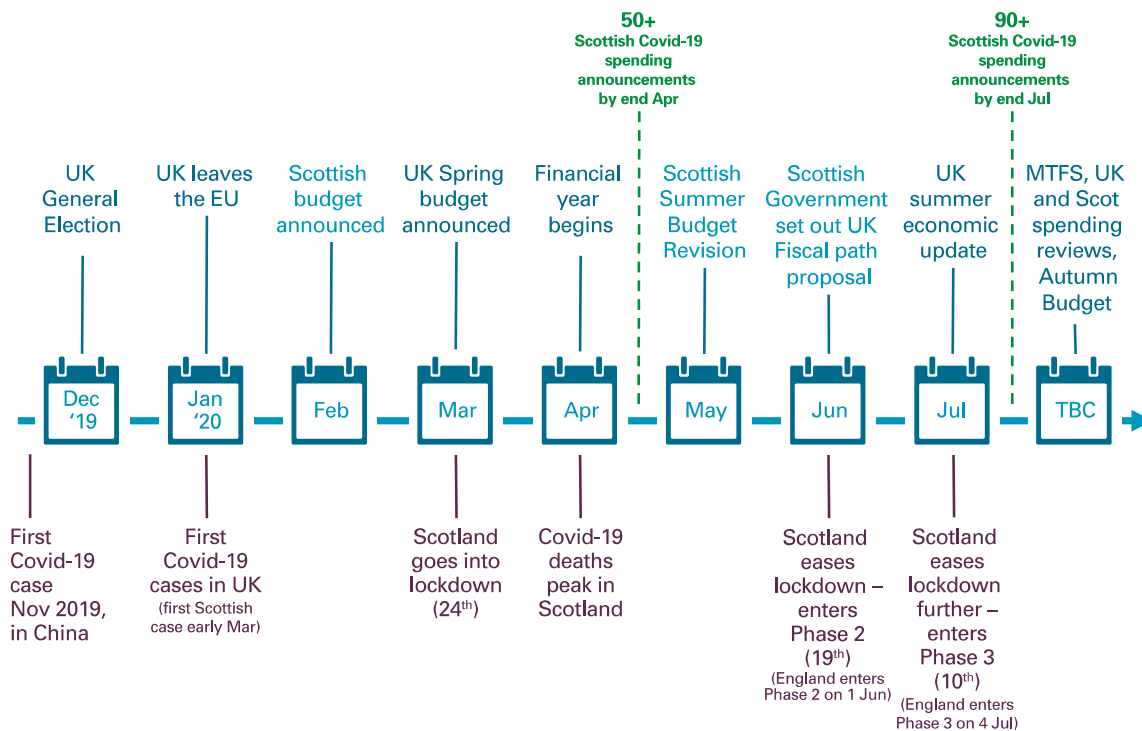 50+
Scottish Covid-19
spending
announcements
by end Apr
90+
Scottish Covid-19
spending
announcements
by end Jul
UK
General
Election
UK leaves
the EU
Scottish
budget
announced
UK Spring
budget
announced
Financial
year
begins
Scottish
Summer
Budget
Revision
Scottish
Government
set out UK
Fiscal path
proposal
UK
summer
economic
update
MTFS, UK
and Scot
spending
reviews,
Autumn
Budget
Dec
‘19
Jan
‘20
Feb
Mar
Apr
May
Jun
Jul
TBC
First
Covid-19
case
Nov 2019,
in China
First
Covid-19
cases in UK
(first Scottish
case early Mar)
Scotland
goes into
lockdown
(24th)
Covid-19
deaths
peak in
Scotland
Scotland
eases
lockdown –
enters
Phase 2
(19th)
(England enters
Phase 2 on 1 Jun)
Scotland
eases
lockdown
further –
enters
Phase 3
(10th)
(England enters
Phase 3 on 4 Jul)